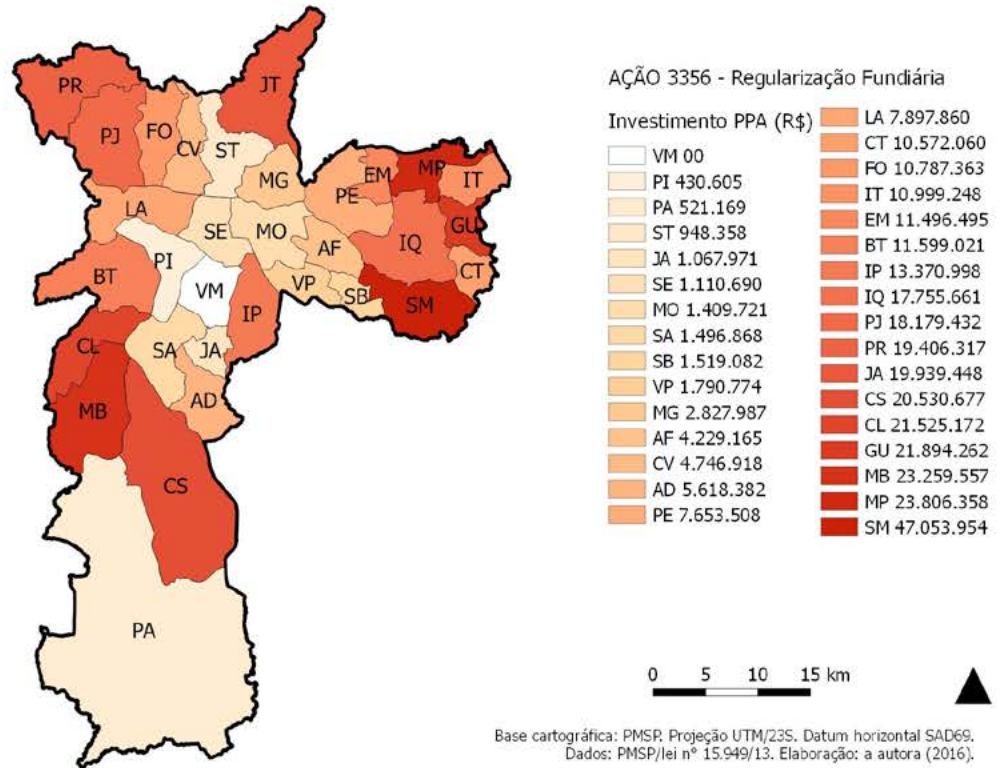 JT
PR
PJ
FO
CV
ST
MG
EM
MP
IT
PE
LA
SE
MO
AF
IQ
GU
CT
PI
BT
VM
VP
SB
SM
IP
CL
SA
JA
MB
AD
CS
PA
AÇÃO 3356 - Regularização Fundiária
Investimento PPA (R$)
VM 00
PI 430.605
PA 521.169
ST 948.358
JA 1.067.971
SE 1.110.690
MO 1.409.721
SA 1.496.868
SB 1.519.082
VP 1.790.774
MG 2.827.987
AF 4.229.165
CV 4.746.918
AD 5.618.382
PE 7.653.508
LA 7.897.860
CT 10.572.060
FO 10.787.363
IT 10.999.248
EM 11.496.495
BT 11.599.021
IP 13.370.998
IQ 17.755.661
PJ 18.179.432
PR 19.406.317
JA 19.939.448
CS 20.530.677
CL 21.525.172
GU 21.894.262
MB 23.259.557
MP 23.806.358
SM 47.053.954
0 5 10 15 km
Base cartográfica: PMSP. Projeção UTM/23S. Datum horizontal SAD69.
Dados: PMSP/lei n° 15.949/13. Elaboração: a autora (2016).